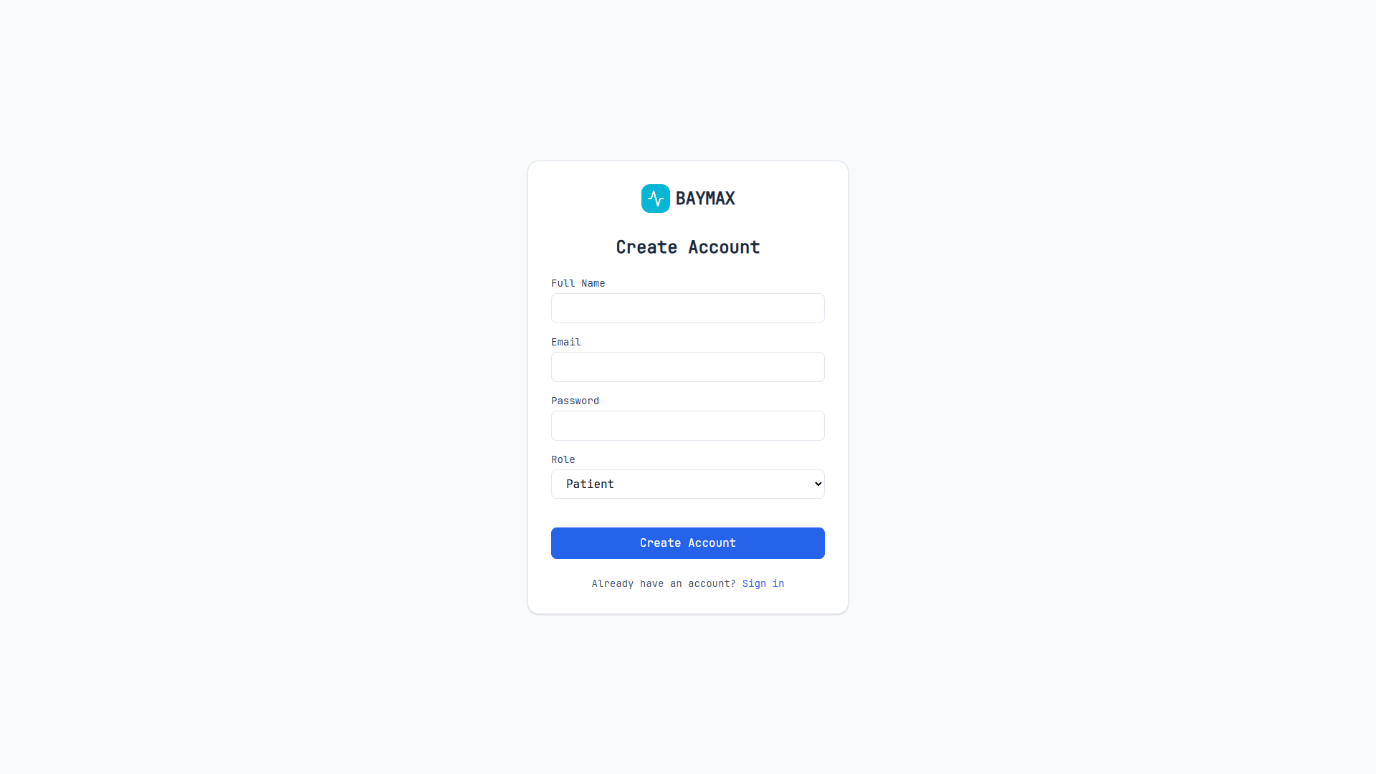 BAYMAX
Create Account
Full Name
Email
Password
Role
Patient
Create Account
Already have an account? Sign in